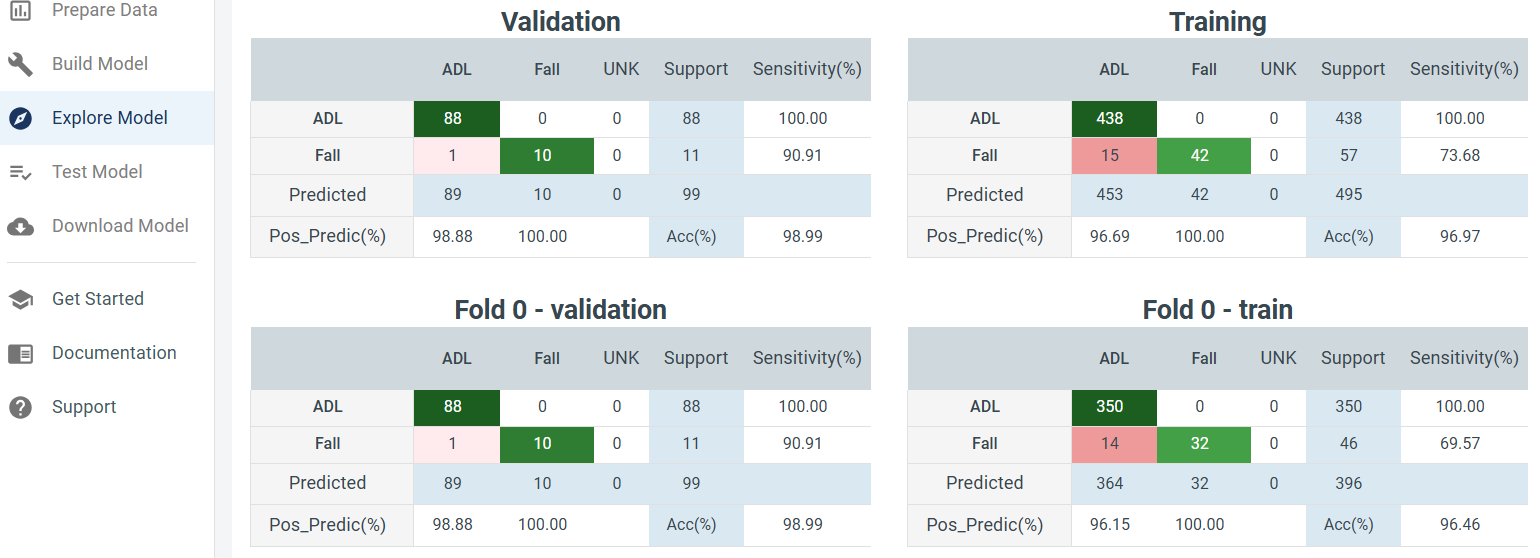 Prepare Data
Build Model
Explore Model
Test Model
Download Model
Get Started
Documentation
Support
Validation
ADL Fall UNK Support Sensitivity(%)
ADL 88 0 0 88 100.00
Fall 1 10 0 11 90.91
Predicted 89 10 0 99
Pos_Predic(%) 98.88 100.00 Acc(%) 98.99
Training
ADL Fall UNK Support Sensitivity(%)
ADL 438 0 0 438 100.00
Fall 15 42 0 57 73.68
Predicted 453 42 0 495
Pos_Predic(%) 96.69 100.00 Acc(%) 96.97
Fold 0 - validation
ADL Fall UNK Support Sensitivity(%)
ADL 88 0 0 88 100.00
Fall 1 10 0 11 90.91
Predicted 89 10 0 99
Pos_Predic(%) 98.88 100.00 Acc(%) 98.99
Fold 0 - train
ADL Fall UNK Support Sensitivity(%)
ADL 350 0 0 350 100.00
Fall 14 32 0 46 69.57
Predicted 364 32 0 396
Pos_Predic(%) 96.15 100.00 Acc(%) 96.46